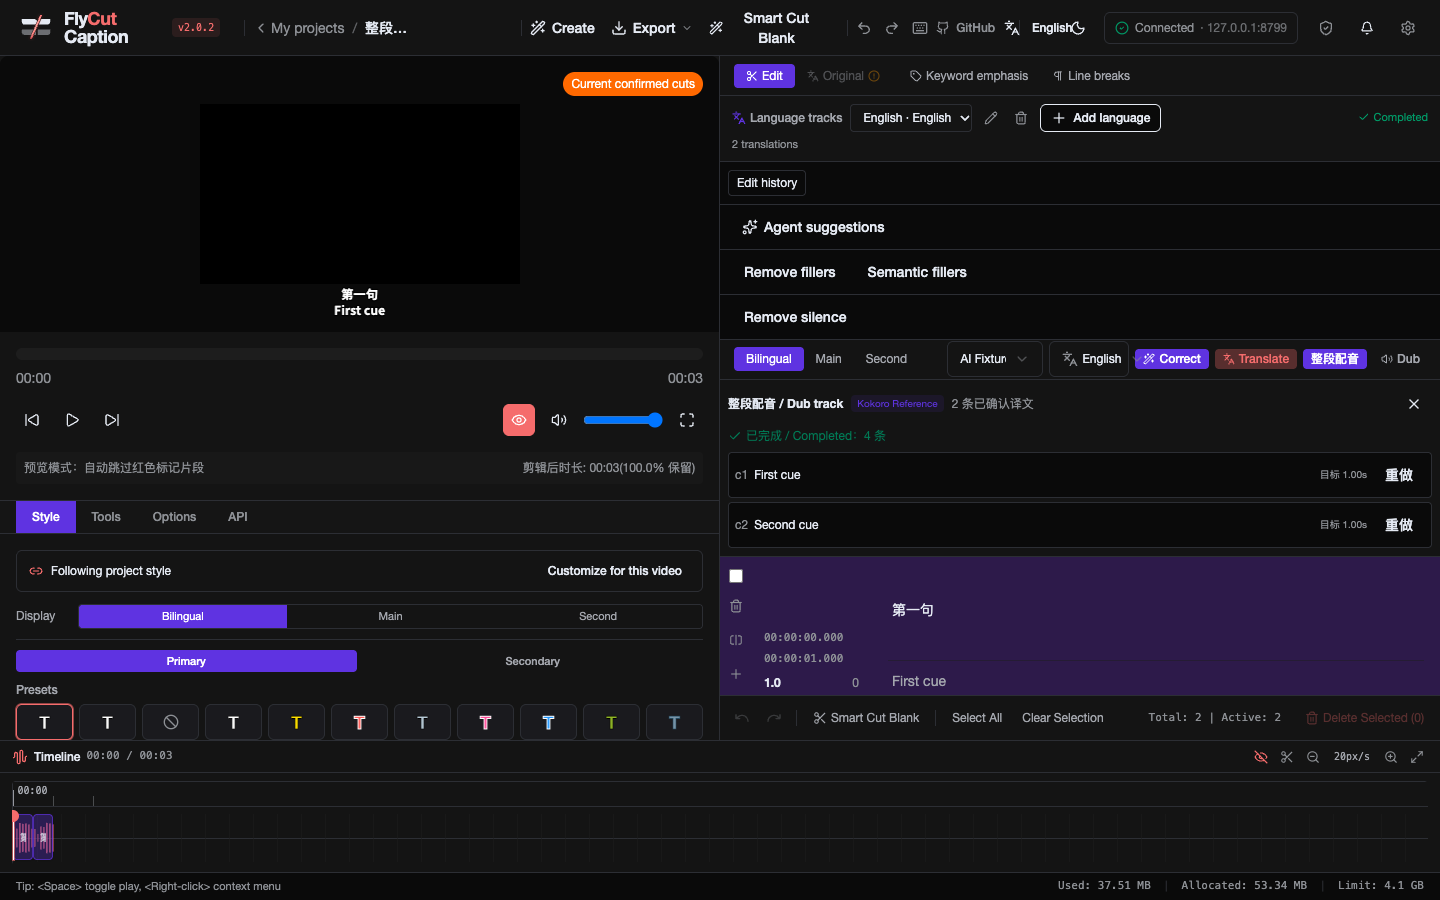 FlyCut Caption
v2.0.2
My projects / 整段...
Create
Export
Smart Cut Blank
GitHub
English
Connected · 127.0.0.1:8799
Current confirmed cuts
第一句
First cue
00:00
00:03
预览模式：自动跳过红色标记片段
剪辑后时长: 00:03(100.0% 保留)
Style
Tools
Options
API
Following project style
Customize for this video
Display
Bilingual
Main
Second
Primary
Secondary
Presets
T T T T T T T T T T
Edit
Original
Keyword emphasis
Line breaks
Language tracks
English · English
Add language
Completed
2 translations
Edit history
Agent suggestions
Remove fillers
Semantic fillers
Remove silence
Bilingual
Main
Second
AI Fixtur
English
Correct
Translate
整段配音
Dub
整段配音 / Dub track
Kokoro Reference
2 条已确认译文
已完成 / Completed：4 条
c1 First cue
目标 1.00s
重做
c2 Second cue
目标 1.00s
重做
第一句
00:00:00.000
00:00:01.000
1.0
0
First cue
Smart Cut Blank
Select All
Clear Selection
Total: 2 | Active: 2
Delete Selected (0)
Timeline
00:00 / 00:03
20px/s
00:00
Tip: <Space> toggle play, <Right-click> context menu
Used: 37.51 MB | Allocated: 53.34 MB | Limit: 4.1 GB